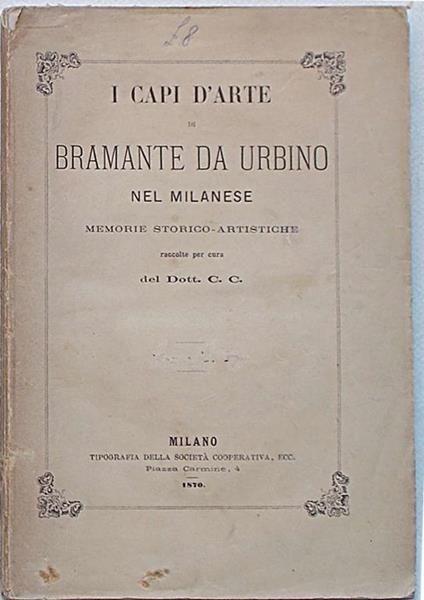 £8
I CAPI D'ARTE
DI
BRAMANTE DA URBINO
NEL MILANESE
MEMORIE STORICO-ARTISTICHE
raccolte per cura
del Dott. C. C.
MILANO
TIPOGRAFIA DELLA SOCIETÀ COOPERATIVA, ECC.
Piazza Carmine, 4
1870.